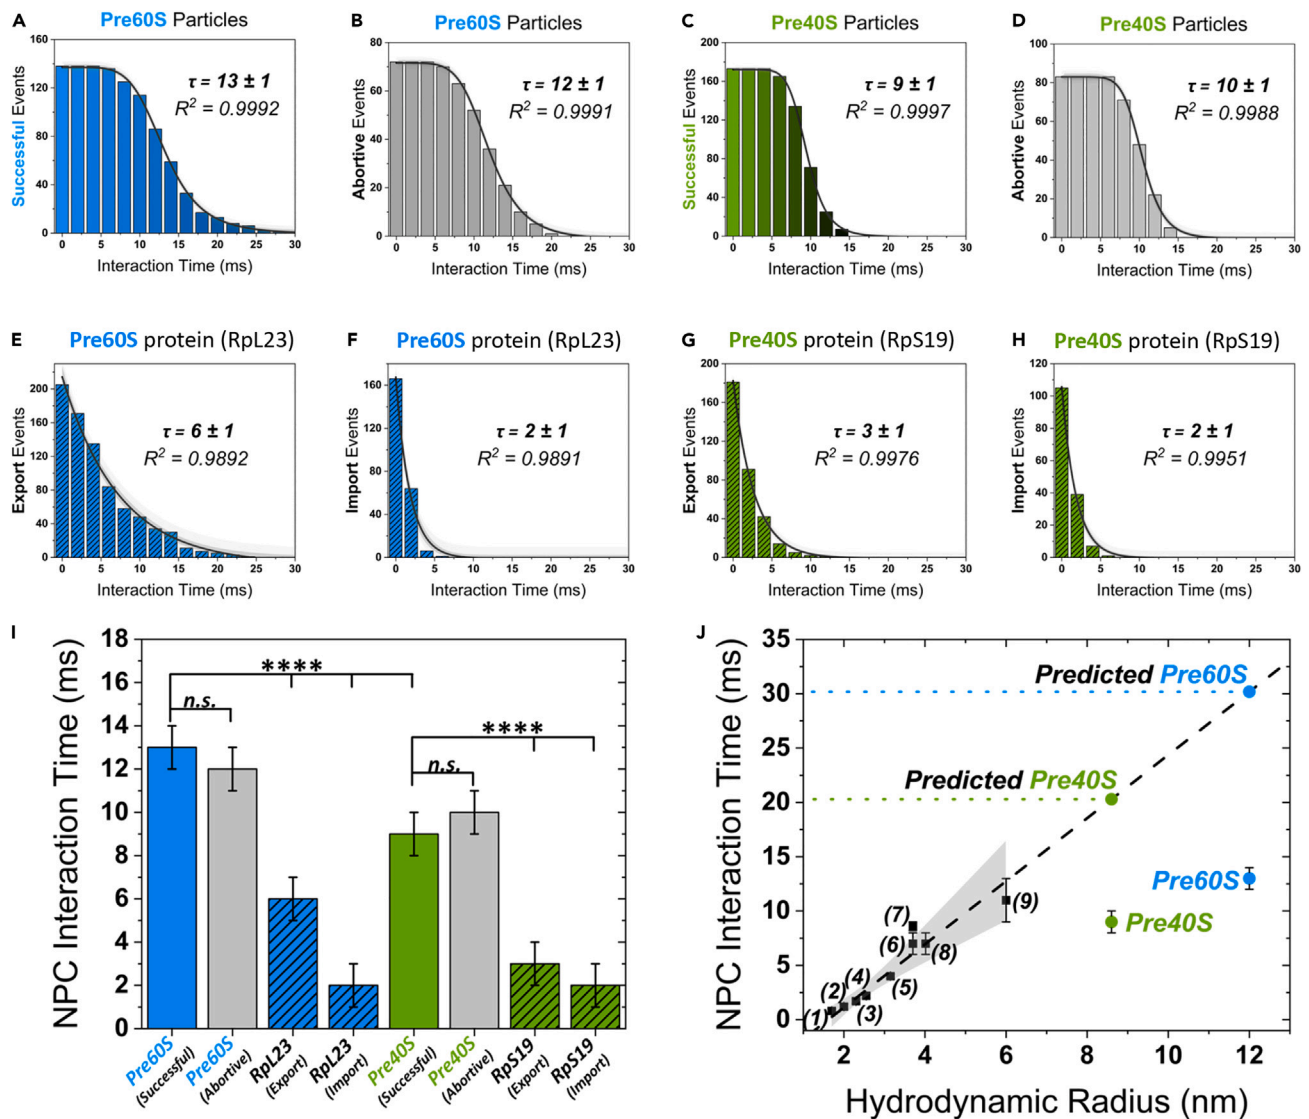 A
Pre60S Particles
160
120
80
40
0
Successful Events
τ = 13 ± 1
R² = 0.9992
0 5 10 15 20 25 30
Interaction Time (ms)
B
Pre60S Particles
80
60
40
20
0
Abortive Events
τ = 12 ± 1
R² = 0.9991
0 5 10 15 20 25 30
Interaction Time (ms)
C
Pre40S Particles
200
160
120
80
40
0
Successful Events
τ = 9 ± 1
R² = 0.9997
0 5 10 15 20 25 30
Interaction Time (ms)
D
Pre40S Particles
100
80
60
40
20
0
Abortive Events
τ = 10 ± 1
R² = 0.9988
0 5 10 15 20 25 30
Interaction Time (ms)
E
Pre60S protein (RpL23)
200
160
120
80
40
0
Export Events
τ = 6 ± 1
R² = 0.9892
0 5 10 15 20 25 30
Interaction Time (ms)
F
Pre60S protein (RpL23)
160
120
80
40
0
Import Events
τ = 2 ± 1
R² = 0.9891
0 5 10 15 20 25 30
Interaction Time (ms)
G
Pre40S protein (RpS19)
200
160
120
80
40
0
Export Events
τ = 3 ± 1
R² = 0.9976
0 5 10 15 20 25 30
Interaction Time (ms)
H
Pre40S protein (RpS19)
120
100
80
60
40
20
0
Import Events
τ = 2 ± 1
R² = 0.9951
0 5 10 15 20 25 30
Interaction Time (ms)
I
NPC Interaction Time (ms)
18
16
14
12
10
8
6
4
2
0
****
n.s.
****
n.s.
Pre60S
(Successful)
Pre60S
(Abortive)
RpL23
(Export)
RpL23
(Import)
Pre40S
(Successful)
Pre40S
(Abortive)
RpS19
(Export)
RpS19
(Import)
J
NPC Interaction Time (ms)
35
30
25
20
15
10
5
0
Predicted Pre60S
Predicted Pre40S
Pre60S
Pre40S
(1)
(2)
(3)
(4)
(5)
(6)
(7)
(8)
(9)
2 4 6 8 10 12
Hydrodynamic Radius (nm)